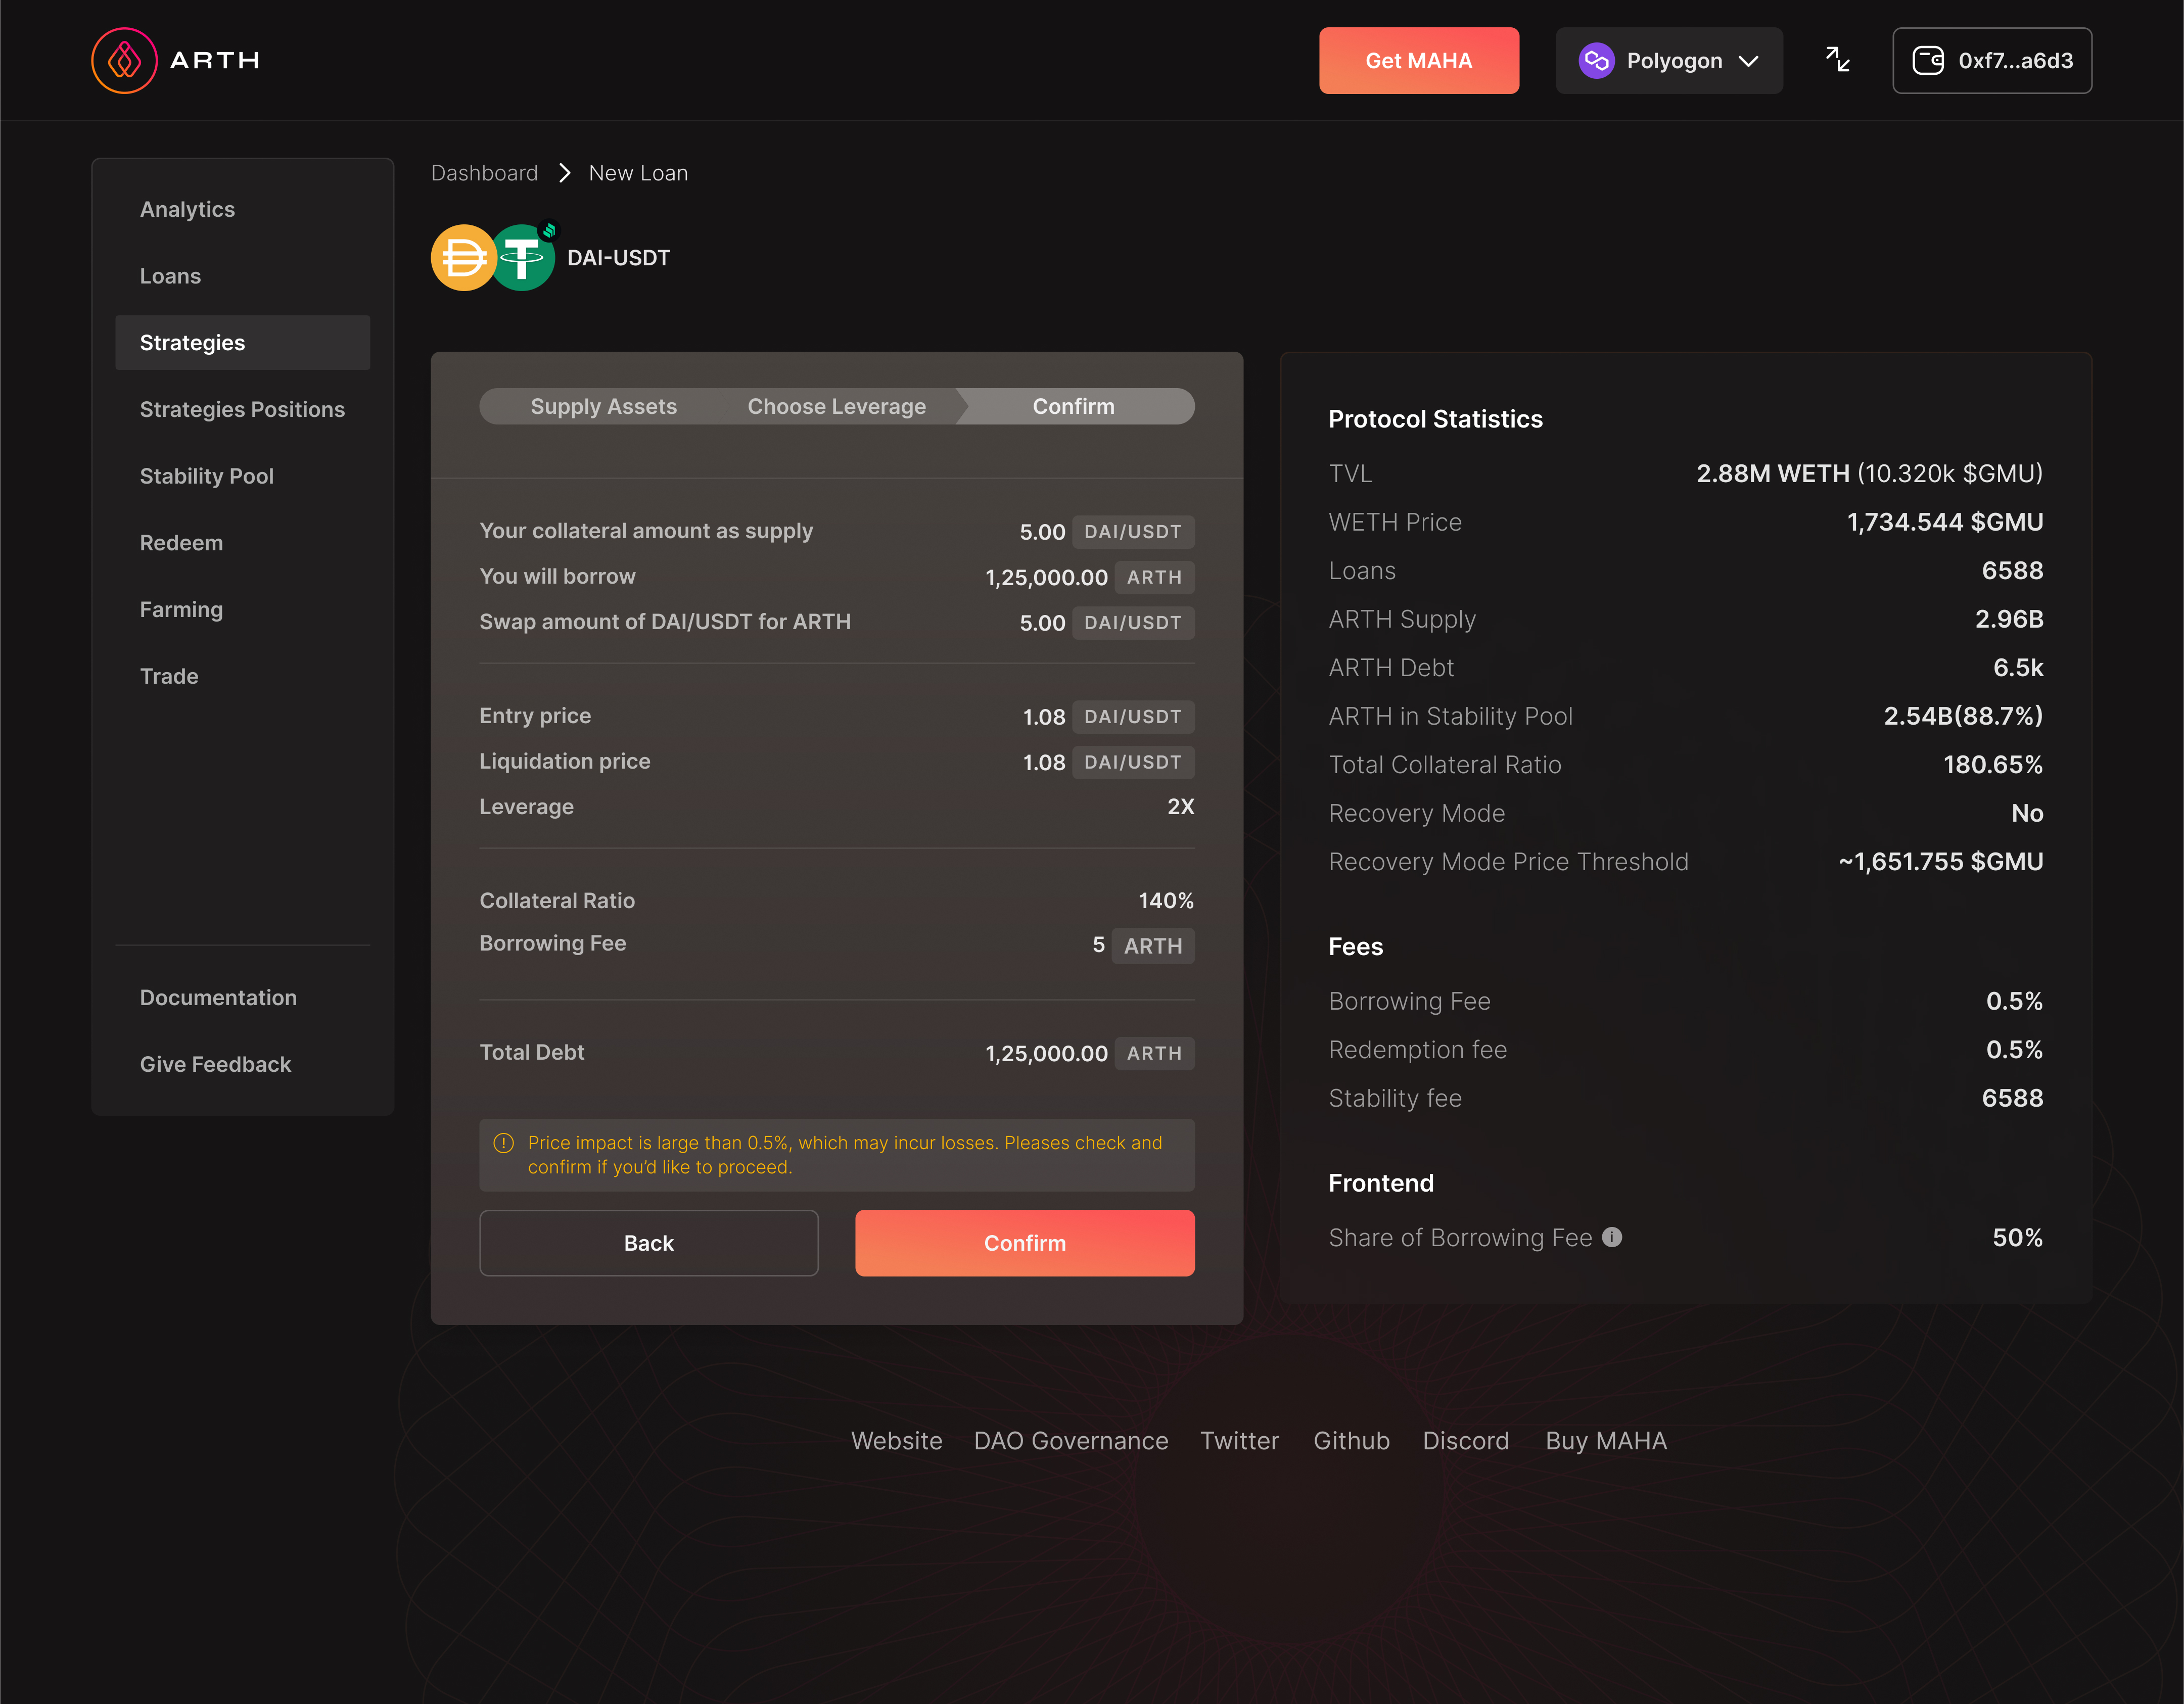 ARTH
Get MAHA
Polyogon
0xf7...a6d3
Analytics
Loans
Strategies
Strategies Positions
Stability Pool
Redeem
Farming
Trade
Documentation
Give Feedback
Dashboard New Loan
DAI-USDT
Supply Assets Choose Leverage Confirm
Your collateral amount as supply 5.00 DAI/USDT
You will borrow 1,25,000.00 ARTH
Swap amount of DAI/USDT for ARTH 5.00 DAI/USDT
Entry price 1.08 DAI/USDT
Liquidation price 1.08 DAI/USDT
Leverage 2X
Collateral Ratio 140%
Borrowing Fee 5 ARTH
Total Debt 1,25,000.00 ARTH
Price impact is large than 0.5%, which may incur losses. Pleases check and
confirm if you’d like to proceed.
Back Confirm
Protocol Statistics
TVL 2.88M WETH (10.320k $GMU)
WETH Price 1,734.544 $GMU
Loans 6588
ARTH Supply 2.96B
ARTH Debt 6.5k
ARTH in Stability Pool 2.54B(88.7%)
Total Collateral Ratio 180.65%
Recovery Mode No
Recovery Mode Price Threshold ~1,651.755 $GMU
Fees
Borrowing Fee 0.5%
Redemption fee 0.5%
Stability fee 6588
Frontend
Share of Borrowing Fee 50%
Website DAO Governance Twitter Github Discord Buy MAHA